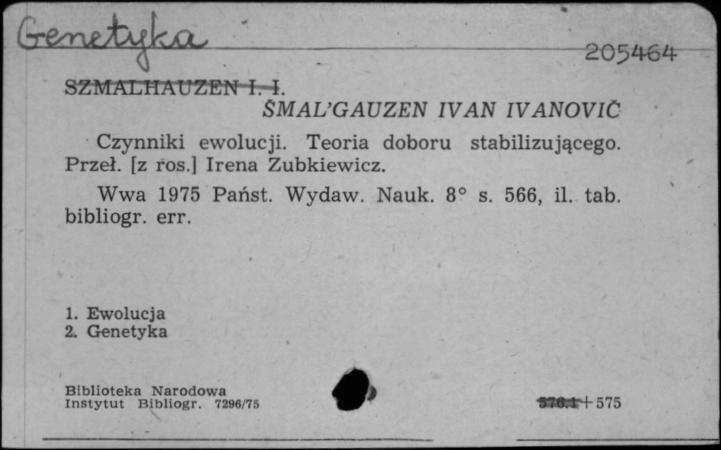 Genetyka
205464
SZMALHAUZEN I. I.
ŠMAL'GAUZEN IVAN IVANOVIČ
Czynniki ewolucji. Teoria doboru stabilizującego.
Przeł. [z ros.] Irena Zubkiewicz.
Wwa 1975 Państ. Wydaw. Nauk. 8° s. 566, il. tab.
bibliogr. err.
1. Ewolucja
2. Genetyka
Biblioteka Narodowa
Instytut Bibliogr. 7296/75
576.1 + 575